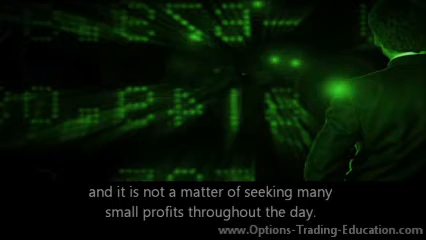 and it is not a matter of seeking many
small profits throughout the day.
www.Options-Trading-Education.com